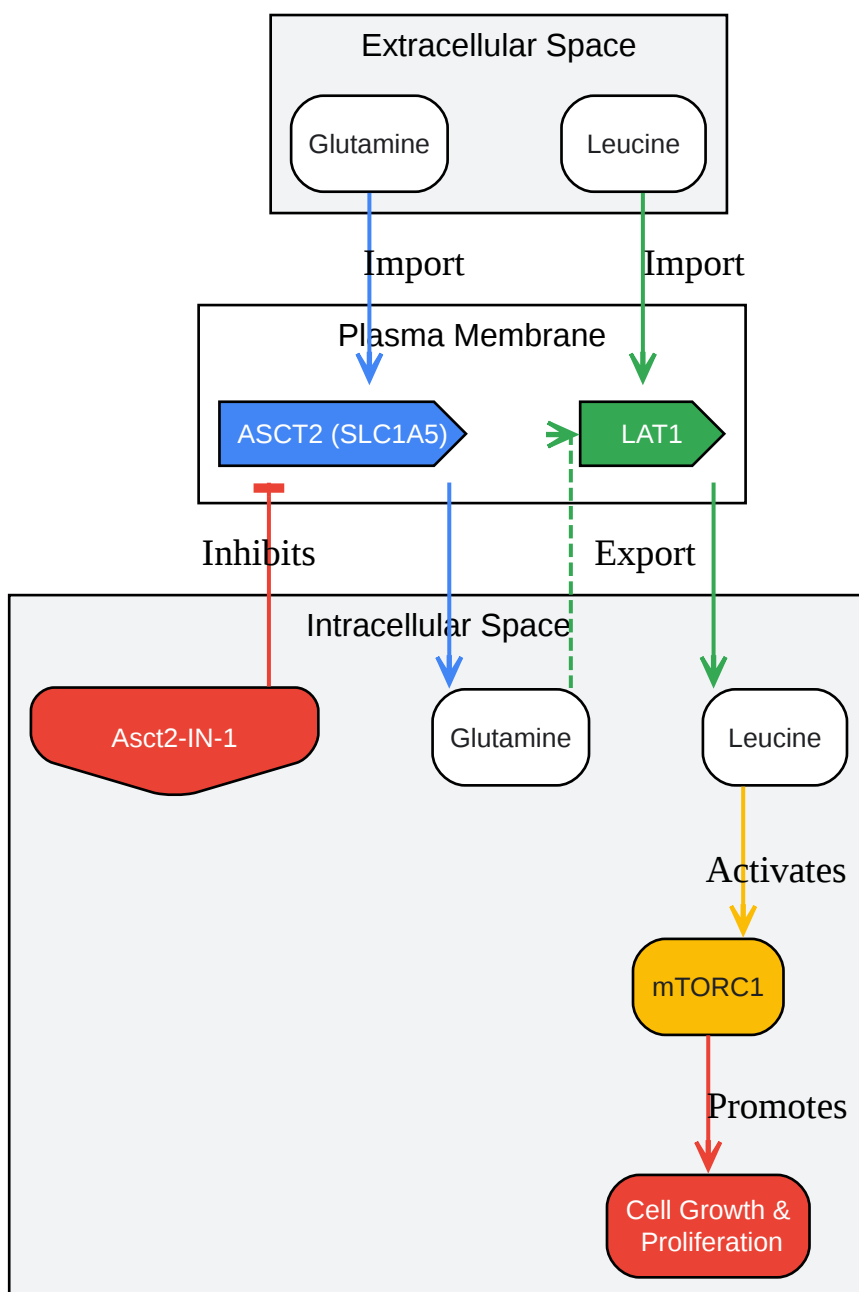 Extracellular Space
Glutamine
Leucine
Import
Import
Plasma Membrane
ASCT2 (SLC1A5)
LAT1
Inhibits
Export
Intracellular Space
Asct2-IN-1
Glutamine
Leucine
Activates
mTORC1
Promotes
Cell Growth &
Proliferation